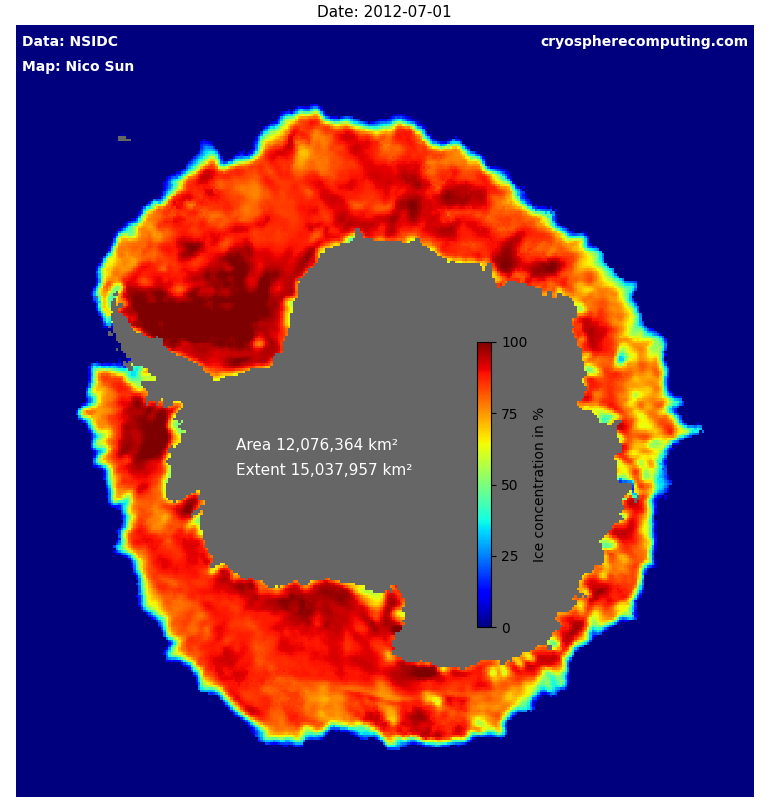 Date: 2012-07-01
Data: NSIDC
cryospherecomputing.com
Map: Nico Sun
Area 12,076,364 km²
Extent 15,037,957 km²
100
75
50
25
0
Ice concentration in %